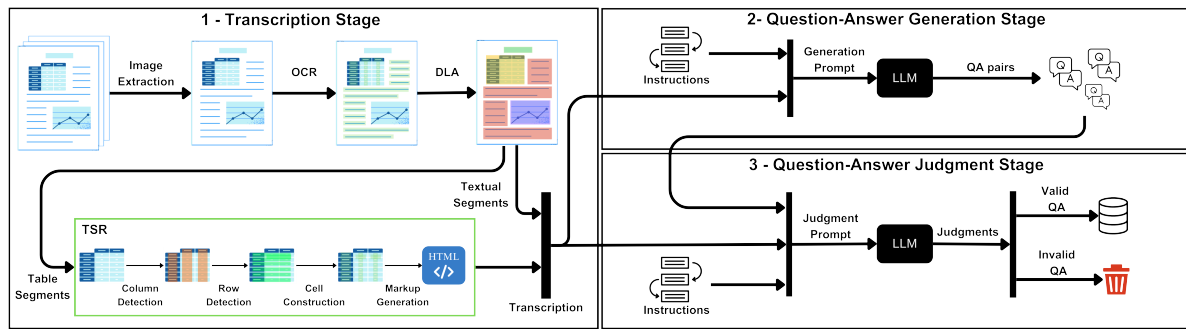 1 - Transcription Stage
Image
Extraction
OCR
DLA
Textual
Segments
TSR
HTML
</>
Table
Segments
Column
Detection
Row
Detection
Cell
Construction
Markup
Generation
Transcription
2- Question-Answer Generation Stage
Instructions
Generation
Prompt
LLM
QA pairs
Q
A
Q
A
Q
A
3 - Question-Answer Judgment Stage
Instructions
Judgment
Prompt
LLM
Judgments
Valid
QA
Invalid
QA